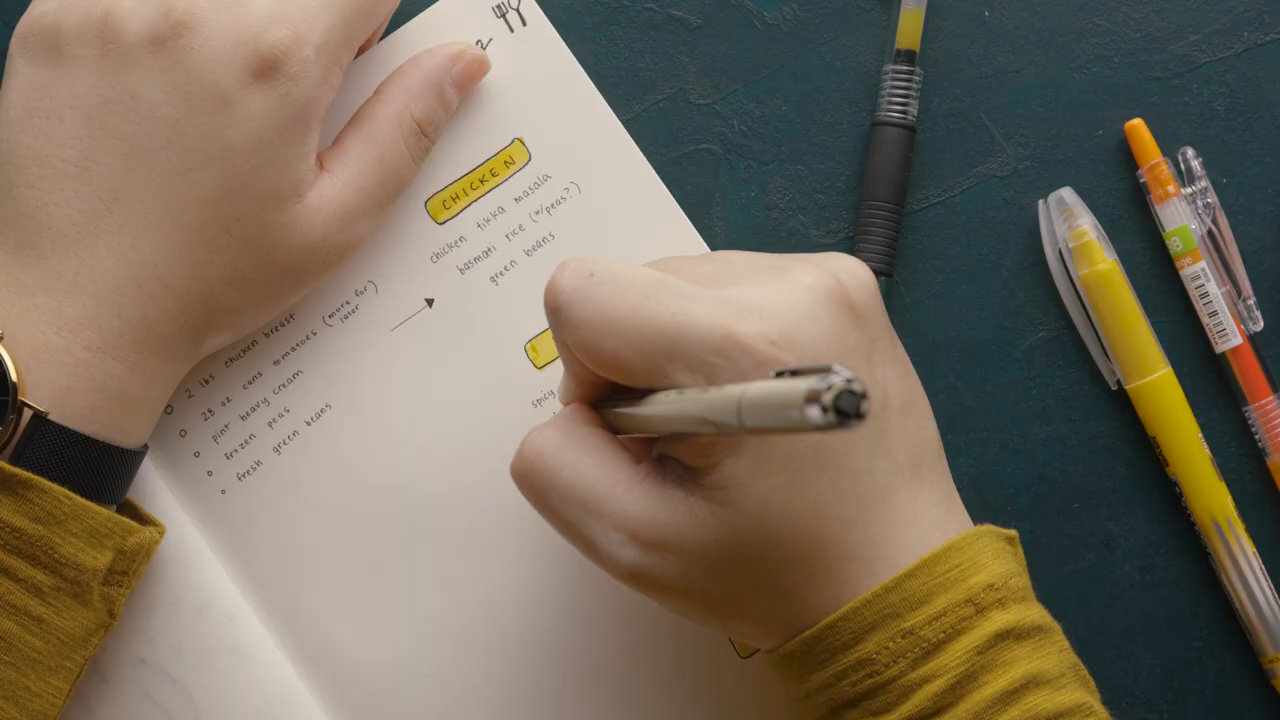 CHICKEN
chicken tikka masala
basmati rice (w/peas?)
green beans
2 lbs chicken breast
28 oz cans tomatoes (more for)
later
pint heavy cream
frozen peas
fresh green beans
spicy